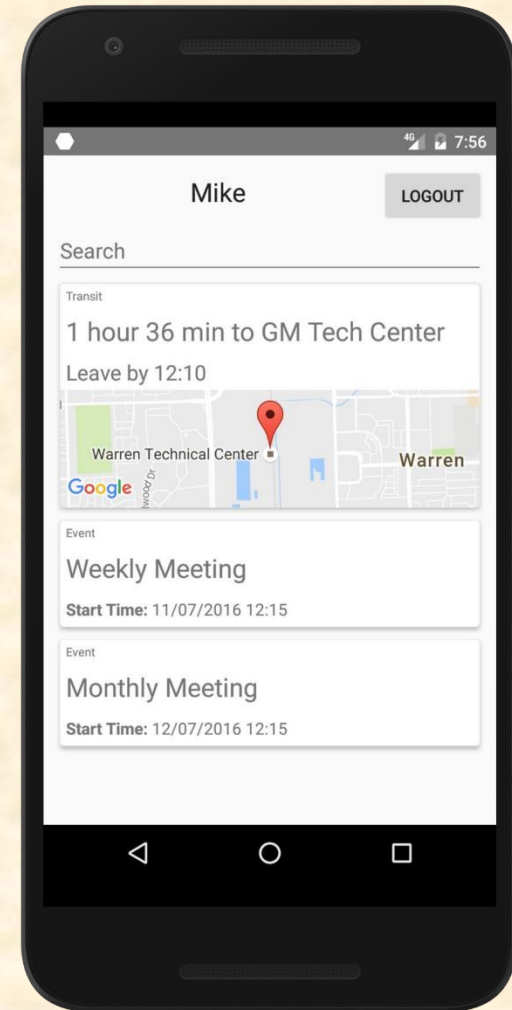 4G 7:56
Mike LOGOUT
Search
Transit
1 hour 36 min to GM Tech Center
Leave by 12:10
Warren Technical Center
Warren
Google
Event
Weekly Meeting
Start Time: 11/07/2016 12:15
Event
Monthly Meeting
Start Time: 12/07/2016 12:15